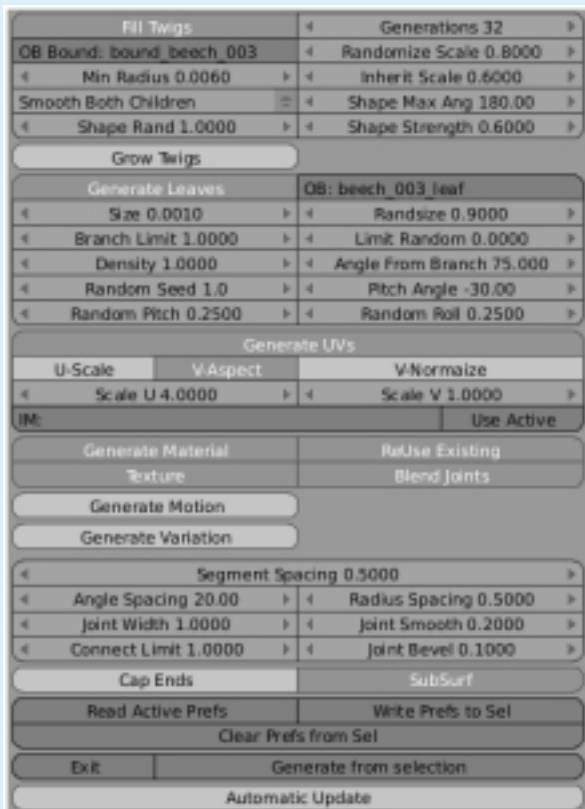 Fill Twigs Generations 32
OB Bound: bound_beech_003 Randomize Scale 0.8000
Min Radius 0.0060 Inherit Scale 0.6000
Smooth Both Children Shape Max Ang 180.00
Shape Rand 1.0000 Shape Strength 0.6000
Grow Twigs
Generate Leaves OB: beech_003_leaf
Size 0.0010 Randsize 0.9000
Branch Limit 1.0000 Limit Random 0.0000
Density 1.0000 Angle From Branch 75.000
Random Seed 1.0 Pitch Angle -30.00
Random Pitch 0.2500 Random Roll 0.2500
Generate UVs
U-Scale V-Aspect V-Normaize
Scale U 4.0000 Scale V 1.0000
IM: Use Active
Generate Material ReUse Existing
Texture Blend Joints
Generate Motion
Generate Variation
Segment Spacing 0.5000
Angle Spacing 20.00 Radius Spacing 0.5000
Joint Width 1.0000 Joint Smooth 0.2000
Connect Limit 1.0000 Joint Bevel 0.1000
Cap Ends SubSurf
Read Active Prefs Write Prefs to Sel
Clear Prefs from Sel
Exit Generate from selection
Automatic Update